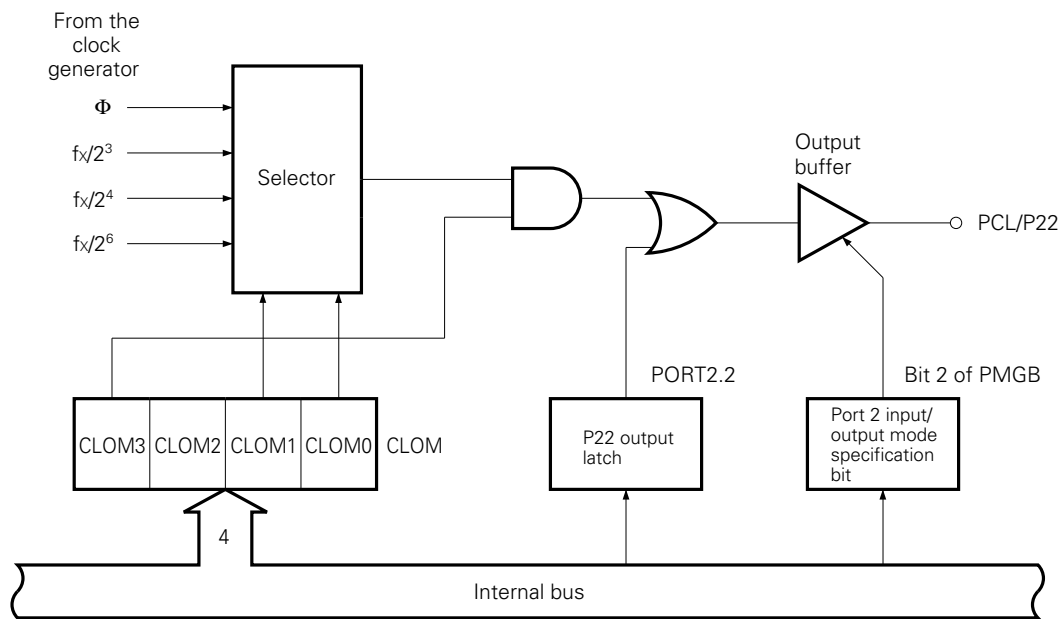 From the
clock
generator
Φ
fx/2³
fx/2⁴
fx/2⁶
Selector
Output
buffer
PCL/P22
PORT2.2
Bit 2 of PMGB
CLOM3 CLOM2 CLOM1 CLOM0 CLOM
P22 output
latch
Port 2 input/
output mode
specification
bit
4
Internal bus